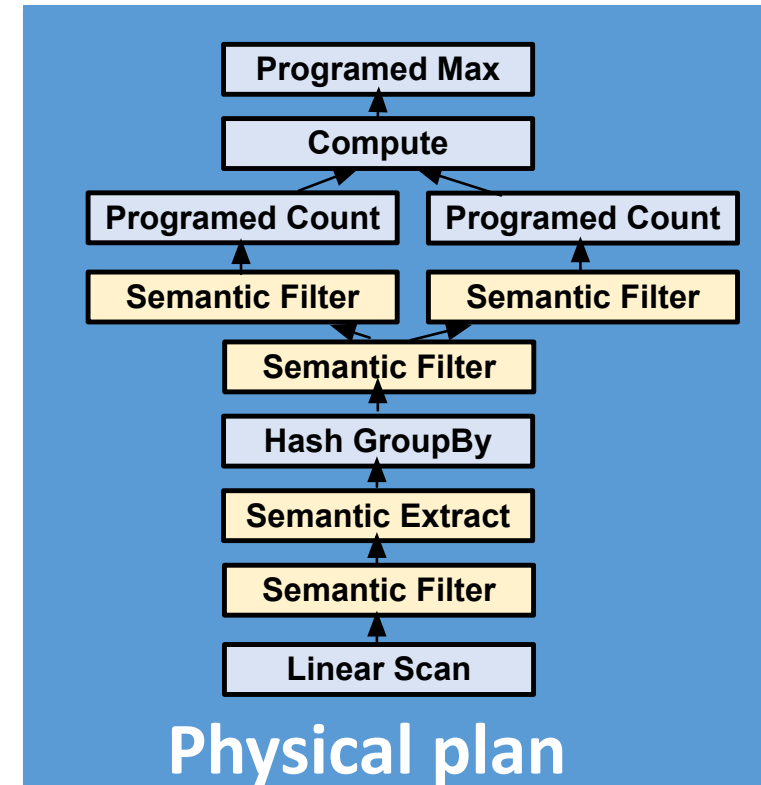 Programed Max
Compute
Programed Count
Programed Count
Semantic Filter
Semantic Filter
Semantic Filter
Hash GroupBy
Semantic Extract
Semantic Filter
Linear Scan
Physical plan